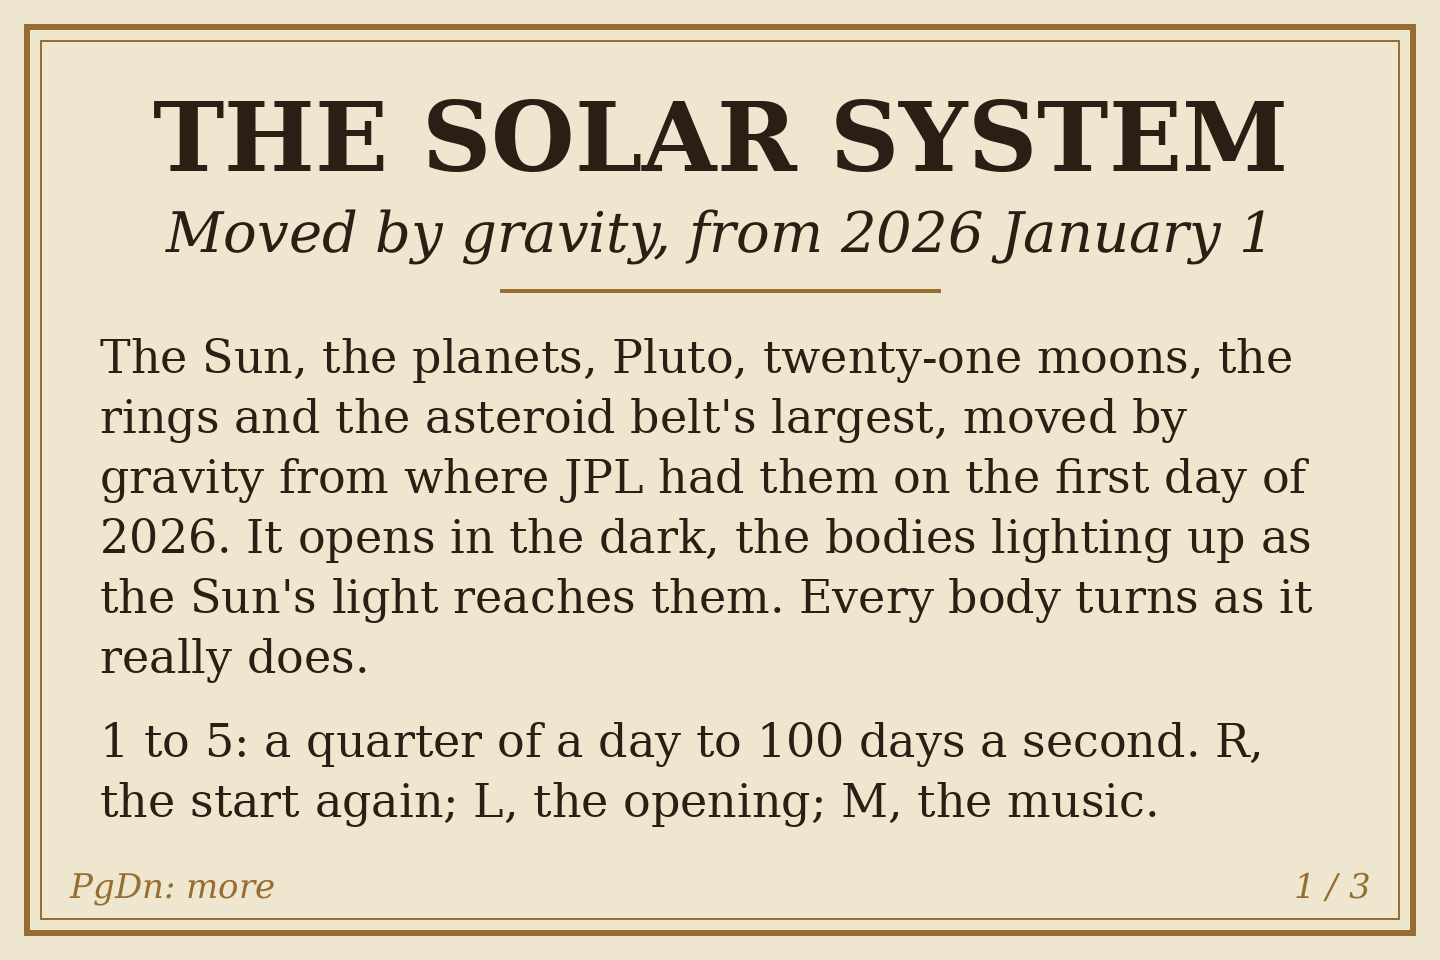 THE SOLAR SYSTEM
Moved by gravity, from 2026 January 1
The Sun, the planets, Pluto, twenty-one moons, the
rings and the asteroid belt's largest, moved by
gravity from where JPL had them on the first day of
2026. It opens in the dark, the bodies lighting up as
the Sun's light reaches them. Every body turns as it
really does.
1 to 5: a quarter of a day to 100 days a second. R,
the start again; L, the opening; M, the music.
PgDn: more
1 / 3